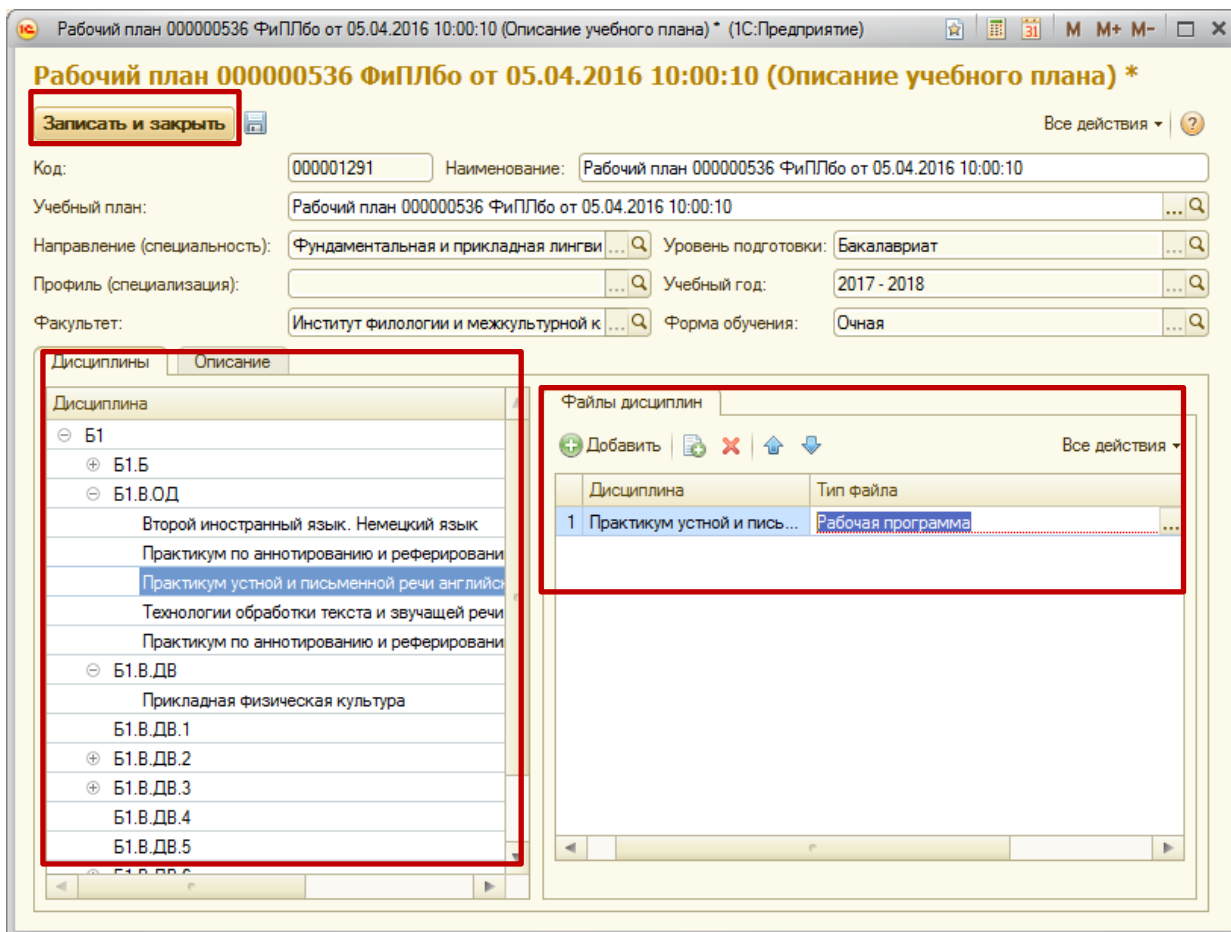 Рабочий план 000000536 ФиПЛбо от 05.04.2016 10:00:10 (Описание учебного плана) * (1С:Предприятие) 31 M M+ M-
Рабочий план 000000536 ФиПЛбо от 05.04.2016 10:00:10 (Описание учебного плана) *
Записать и закрыть Все действия
Код: 000001291 Наименование: Рабочий план 000000536 ФиПЛбо от 05.04.2016 10:00:10
Учебный план: Рабочий план 000000536 ФиПЛбо от 05.04.2016 10:00:10 ...
Направление (специальность): Фундаментальная и прикладная лингви ... Уровень подготовки: Бакалавриат ...
Профиль (специализация): ... Учебный год: 2017 - 2018 ...
Факультет: Институт филологии и межкультурной к ... Форма обучения: Очная ...
Дисциплины Описание
Дисциплина
Б1
Б1.Б
Б1.В.ОД
Второй иностранный язык. Немецкий язык
Практикум по аннотированию и реферировани
Практикум устной и письменной речи английск
Технологии обработки текста и звучащей речи
Практикум по аннотированию и реферировани
Б1.В.ДВ
Прикладная физическая культура
Б1.В.ДВ.1
Б1.В.ДВ.2
Б1.В.ДВ.3
Б1.В.ДВ.4
Б1.В.ДВ.5
Файлы дисциплин
Добавить Все действия
Дисциплина Тип файла
1 Практикум устной и пись... Рабочая программа ...